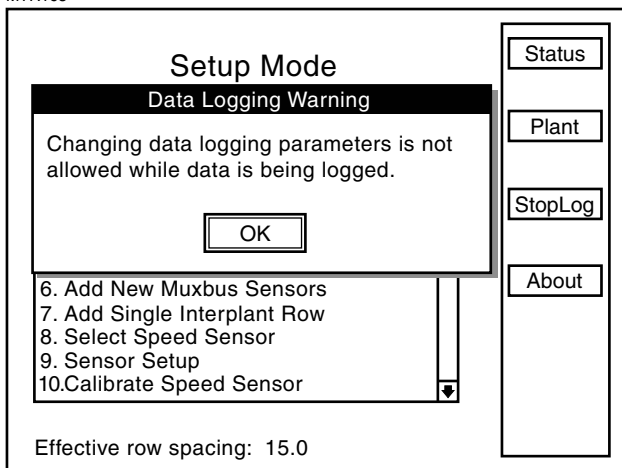 Setup Mode
Data Logging Warning
Changing data logging parameters is not
allowed while data is being logged.
OK
6. Add New Muxbus Sensors
7. Add Single Interplant Row
8. Select Speed Sensor
9. Sensor Setup
10.Calibrate Speed Sensor
Effective row spacing: 15.0
Status
Plant
StopLog
About